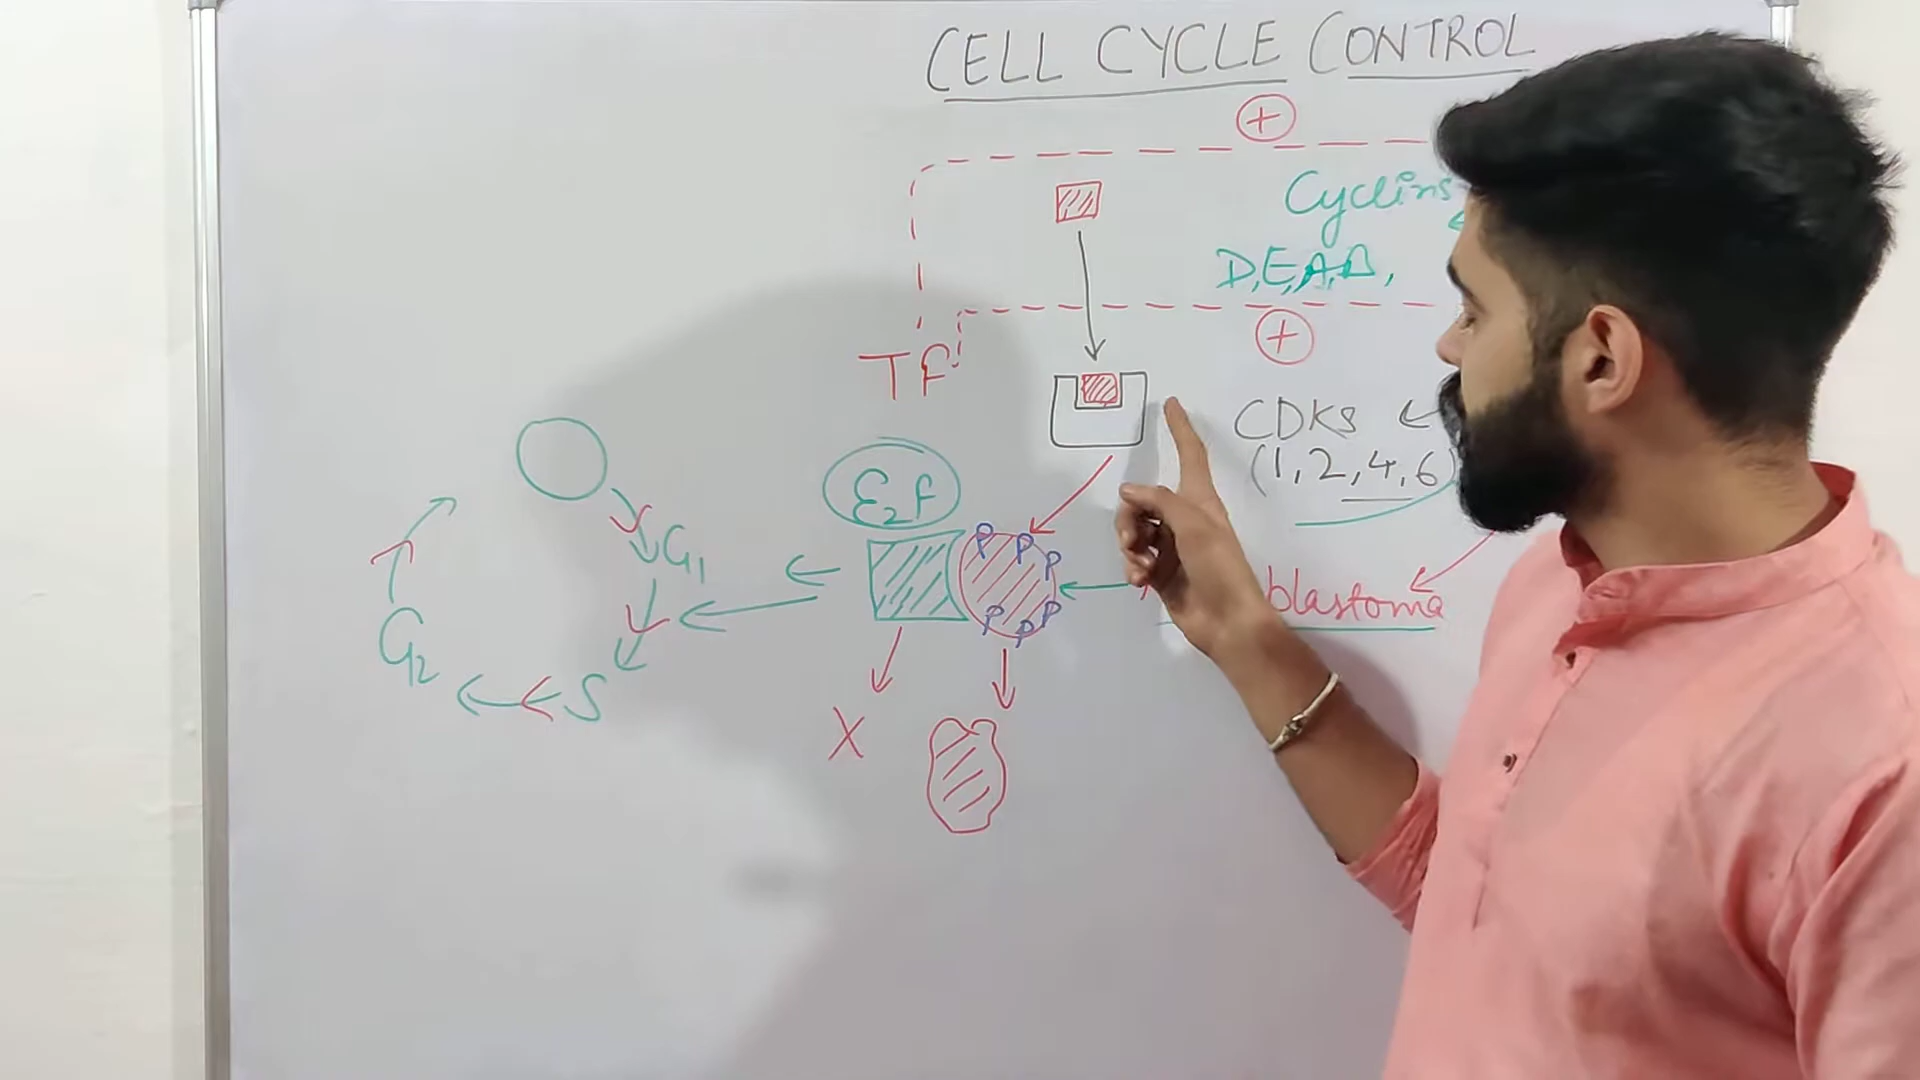 CELL CYCLE CONTROL
+
Cyclins
D, E, A, B,
+
TF
CDKs
(1, 2, 4, 6)
E2F
P P P
P P P
G1
blastoma
G2
S
X